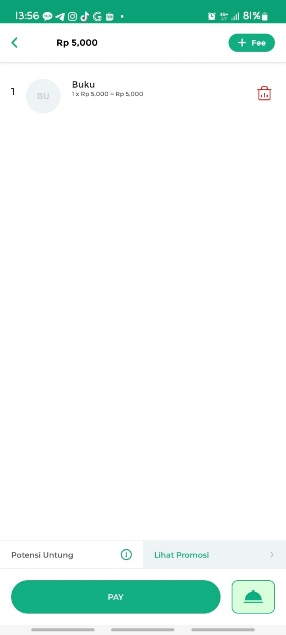 13:56 81%
Rp 5,000
+ Fee
1
BU
Buku
1 x Rp 5,000 = Rp 5,000
Potensi Untung
Lihat Promosi
PAY